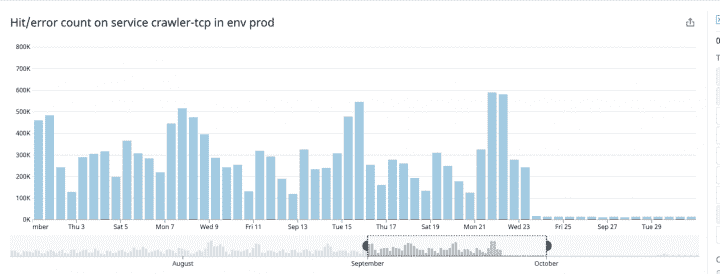 Hit/error count on service crawler-tcp in env prod
0
T
800K
700K
600K
500K
400K
300K
200K
100K
0K
mber Thu 3 Sat 5 Mon 7 Wed 9 Fri 11 Sep 13 Tue 15 Thu 17 Sat 19 Mon 21 Wed 23 Fri 25 Sep 27 Tue 29
August September October